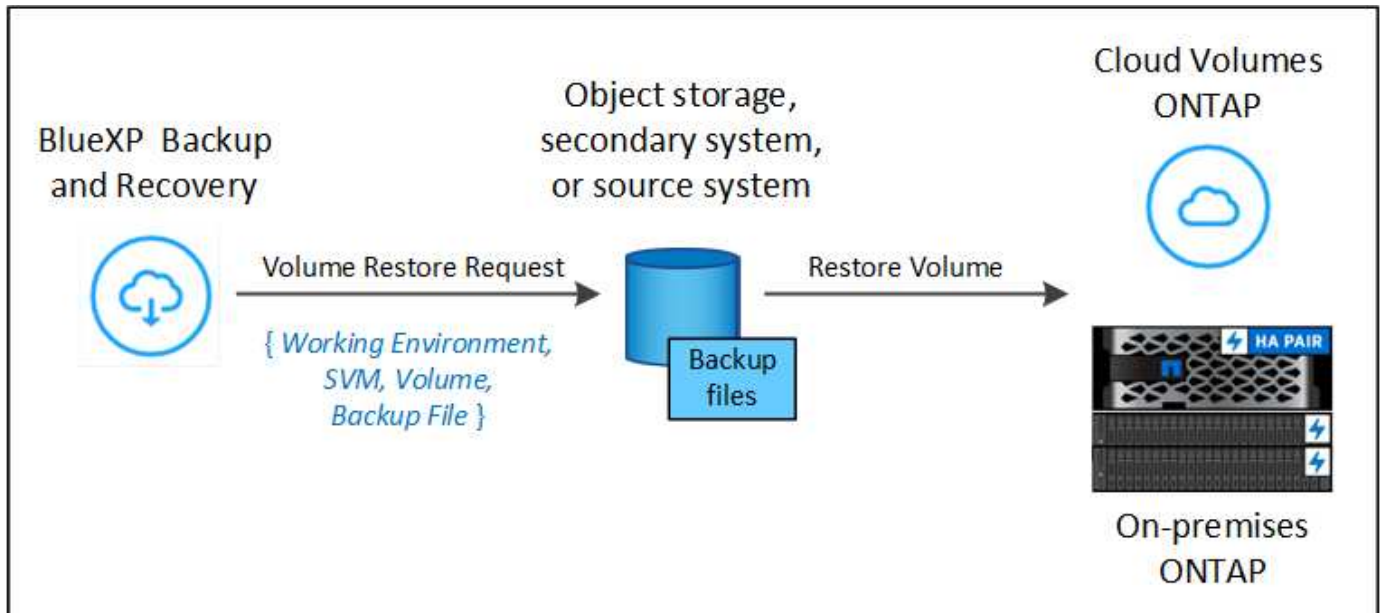 BlueXP Backup
and Recovery
Volume Restore Request
{ Working Environment,
SVM, Volume,
Backup File }
Object storage,
secondary system,
or source system
Backup
files
Restore Volume
Cloud Volumes
ONTAP
HA PAIR
On-premises
ONTAP